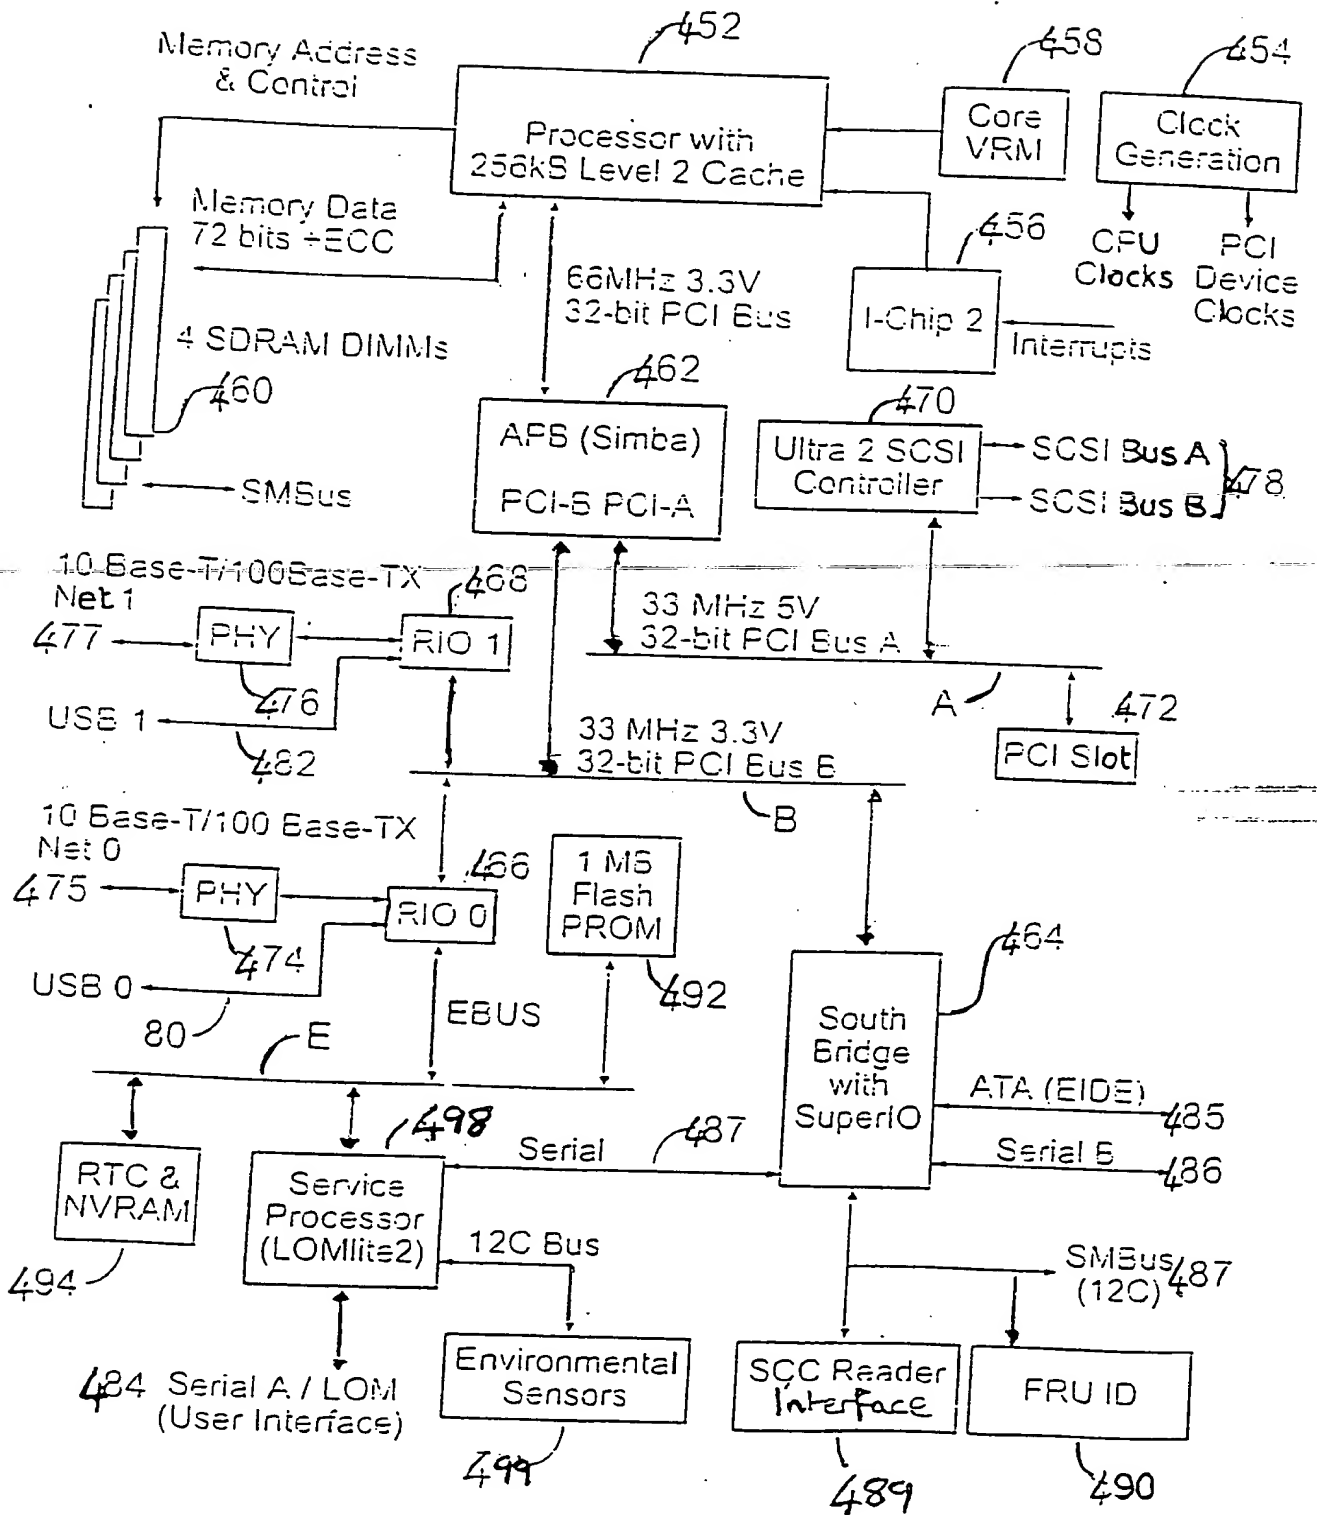 452
458
454
Memory Address
& Control
Processor with
256kB Level 2 Cache
Core
VRM
Clock
Generation
Memory Data
72 bits +ECC
456
CPU
Clocks
PCI
Device
Clocks
66MHz 3.3V
32-bit PCI Bus
I-Chip 2
Interrupts
4 SDRAM DIMMs
460
462
470
APB (Simba)
PCI-B PCI-A
Ultra 2 SCSI
Controller
SCSI Bus A
SCSI Bus B
478
SMBus
10 Base-T/100Base-TX
Net 1
468
477
PHY
RIO 1
33 MHz 5V
32-bit PCI Bus A
476
A
472
USB 1
482
PCI Slot
33 MHz 3.3V
32-bit PCI Bus B
B
10 Base-T/100 Base-TX
Net 0
466
1 MB
Flash
PROM
475
PHY
RIO 0
474
464
492
USB 0
80
E
EBUS
South
Bridge
with
SuperIO
ATA (EIDE)
485
498
Serial
487
Serial B
486
RTC &
NVRAM
Service
Processor
(LOMlite2)
12C Bus
494
SMBus
(12C)
487
484
Serial A / LOM
(User Interface)
Environmental
Sensors
SCC Reader
Interface
FRU ID
499
489
490